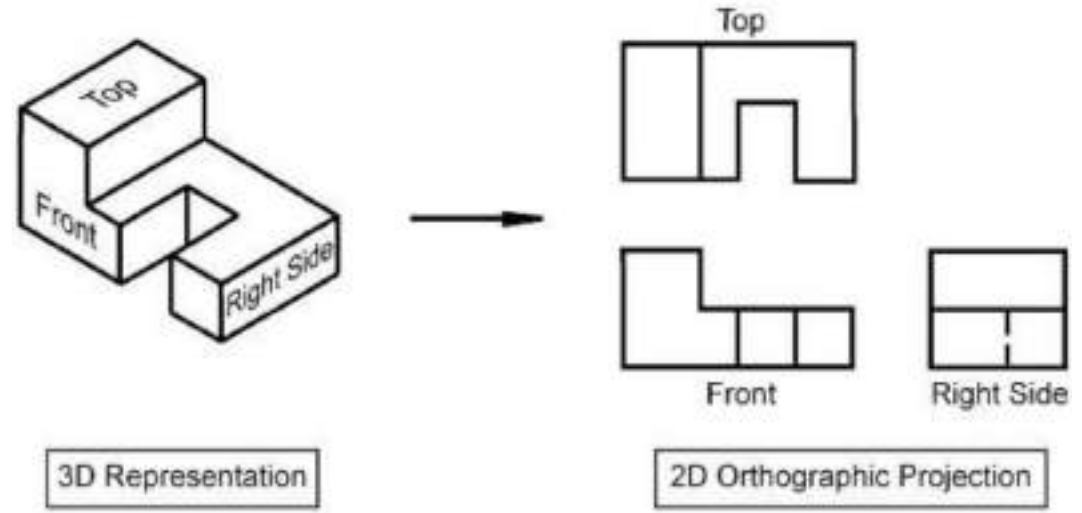 Top
Front
Right Side
Top
Front
Right Side
3D Representation
2D Orthographic Projection